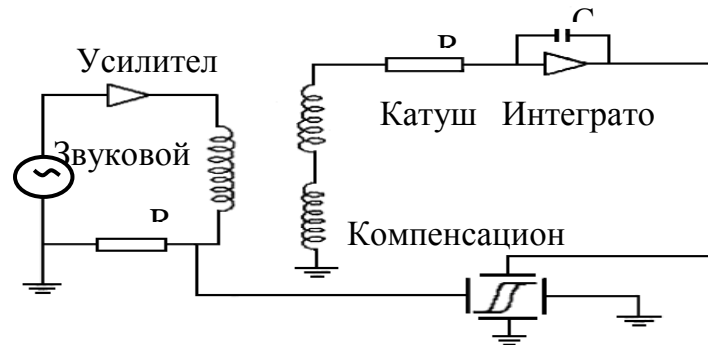 С
Усилител
Катуш Интеграто
Звуковой
Компенсацион